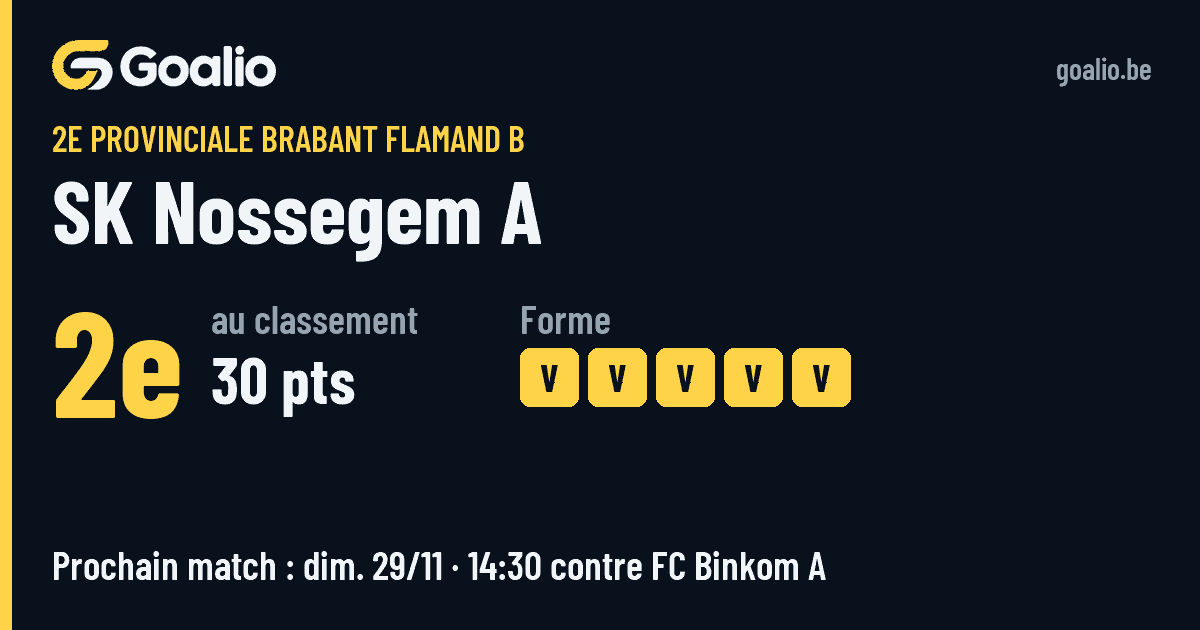 Goalio
goalio.be
2E PROVINCIALE BRABANT FLAMAND B
SK Nossegem A
2e
au classement
30 pts
Forme
V V V V V
Prochain match : dim. 29/11 · 14:30 contre FC Binkom A